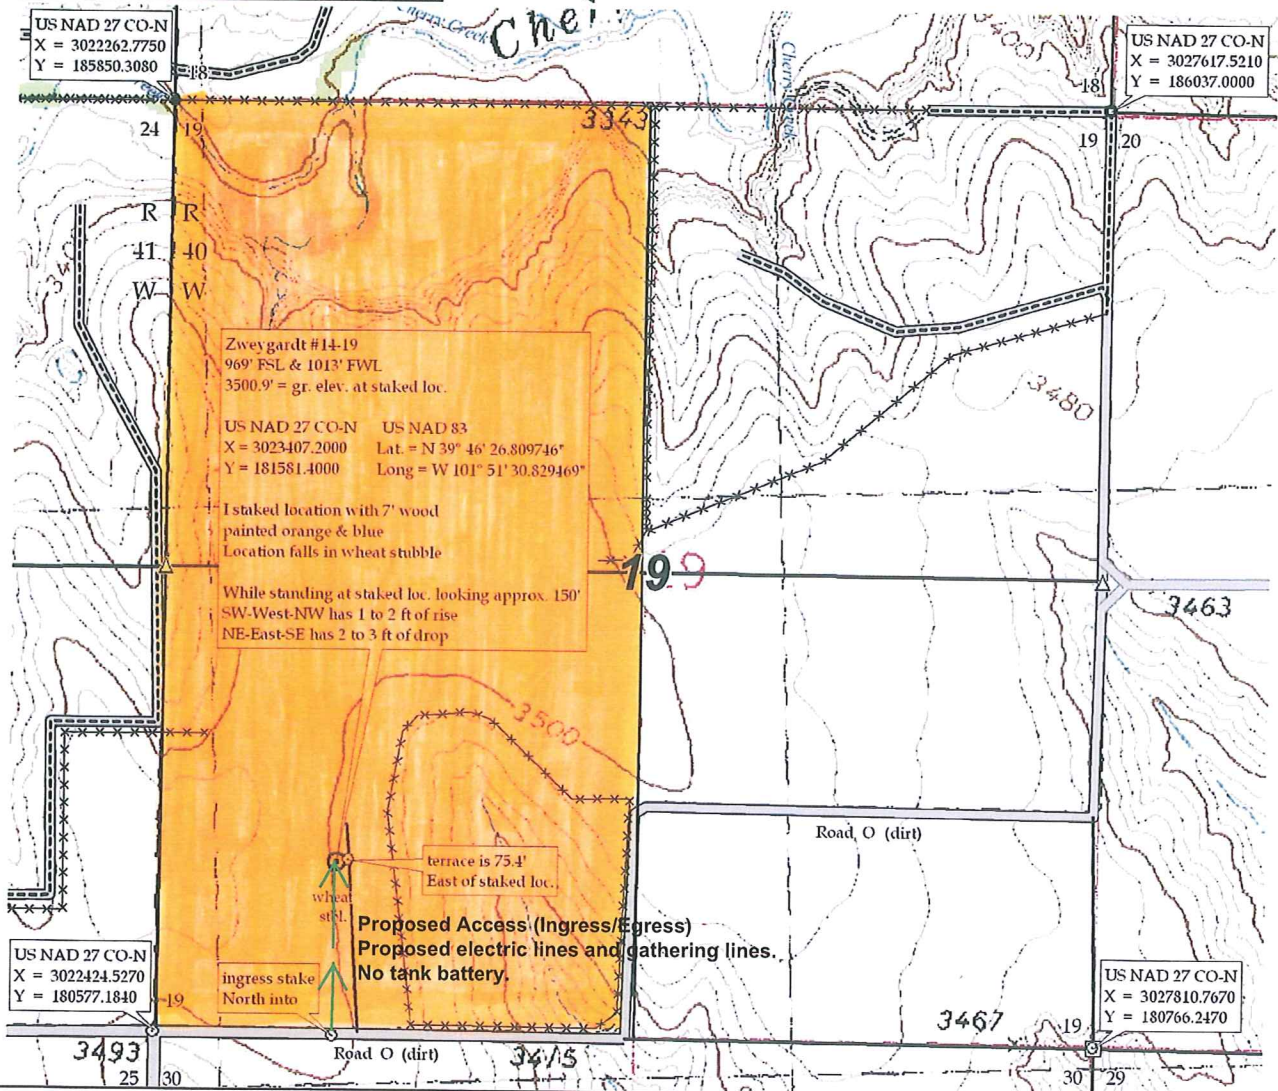 US NAD 27 CO-N
X = 3022262.7750
Y = 185850.3080
Cherry Creek
Che
US NAD 27 CO-N
X = 3027617.5210
Y = 186037.0000
18
18
3343
24 19
19 20
R R
41 40
W W
Zweygardt #14-19
969' FSL & 1013' FWL
3500.9' = gr. elev. at staked loc.
US NAD 27 CO-N US NAD 83
X = 3023407.2000 Lat. = N 39° 46' 26.809746"
Y = 181581.4000 Long = W 101° 51' 30.829469"
I staked location with 7' wood
painted orange & blue
Location falls in wheat stubble
While standing at staked loc. looking approx. 150'
SW-West-NW has 1 to 2 ft of rise
NE-East-SE has 2 to 3 ft of drop
3480
19
3463
3500
Road O (dirt)
terrace is 75.4'
East of staked loc.
wheat
stbl.
Proposed Access (Ingress/Egress)
Proposed electric lines and gathering lines.
No tank battery.
ingress stake
North into
US NAD 27 CO-N
X = 3022424.5270
Y = 180577.1840
19
US NAD 27 CO-N
X = 3027810.7670
Y = 180766.2470
3467
19
3493
Road O (dirt)
3475
25 30
30 29